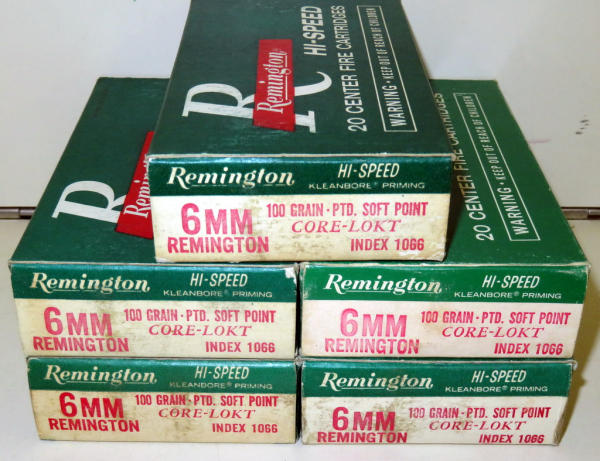 R
Remington
HI-SPEED
20 CENTER FIRE CARTRIDGES
WARNING • KEEP OUT OF REACH OF CHILDREN
Remington HI-SPEED
KLEANBORE® PRIMING
6MM 100 GRAIN • PTD. SOFT POINT
CORE-LOKT
REMINGTON INDEX 1066
R
Remington
20 CENTER FIRE CARTRIDGES
WARNING • KEEP OUT OF REACH OF CHILDREN
Remington HI-SPEED
KLEANBORE® PRIMING
6MM 100 GRAIN • PTD. SOFT POINT
CORE-LOKT
REMINGTON INDEX 1066
Remington HI-SPEED
KLEANBORE® PRIMING
6MM 100 GRAIN • PTD. SOFT POINT
CORE-LOKT
REMINGTON INDEX 1066
Remington HI-SPEED
KLEANBORE® PRIMING
6MM 100 GRAIN • PTD. SOFT POINT
CORE-LOKT
REMINGTON INDEX 1066
Remington HI-SPEED
KLEANBORE® PRIMING
6MM 100 GRAIN • PTD. SOFT POINT
CORE-LOKT
REMINGTON INDEX 1066